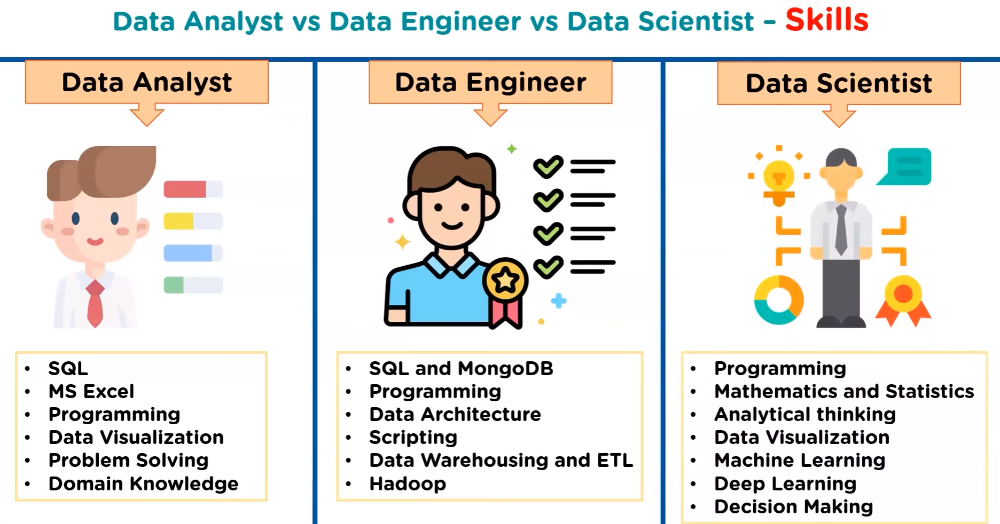 Data Analyst vs Data Engineer vs Data Scientist – Skills
Data Analyst
• SQL
• MS Excel
• Programming
• Data Visualization
• Problem Solving
• Domain Knowledge
Data Engineer
• SQL and MongoDB
• Programming
• Data Architecture
• Scripting
• Data Warehousing and ETL
• Hadoop
Data Scientist
• Programming
• Mathematics and Statistics
• Analytical thinking
• Data Visualization
• Machine Learning
• Deep Learning
• Decision Making